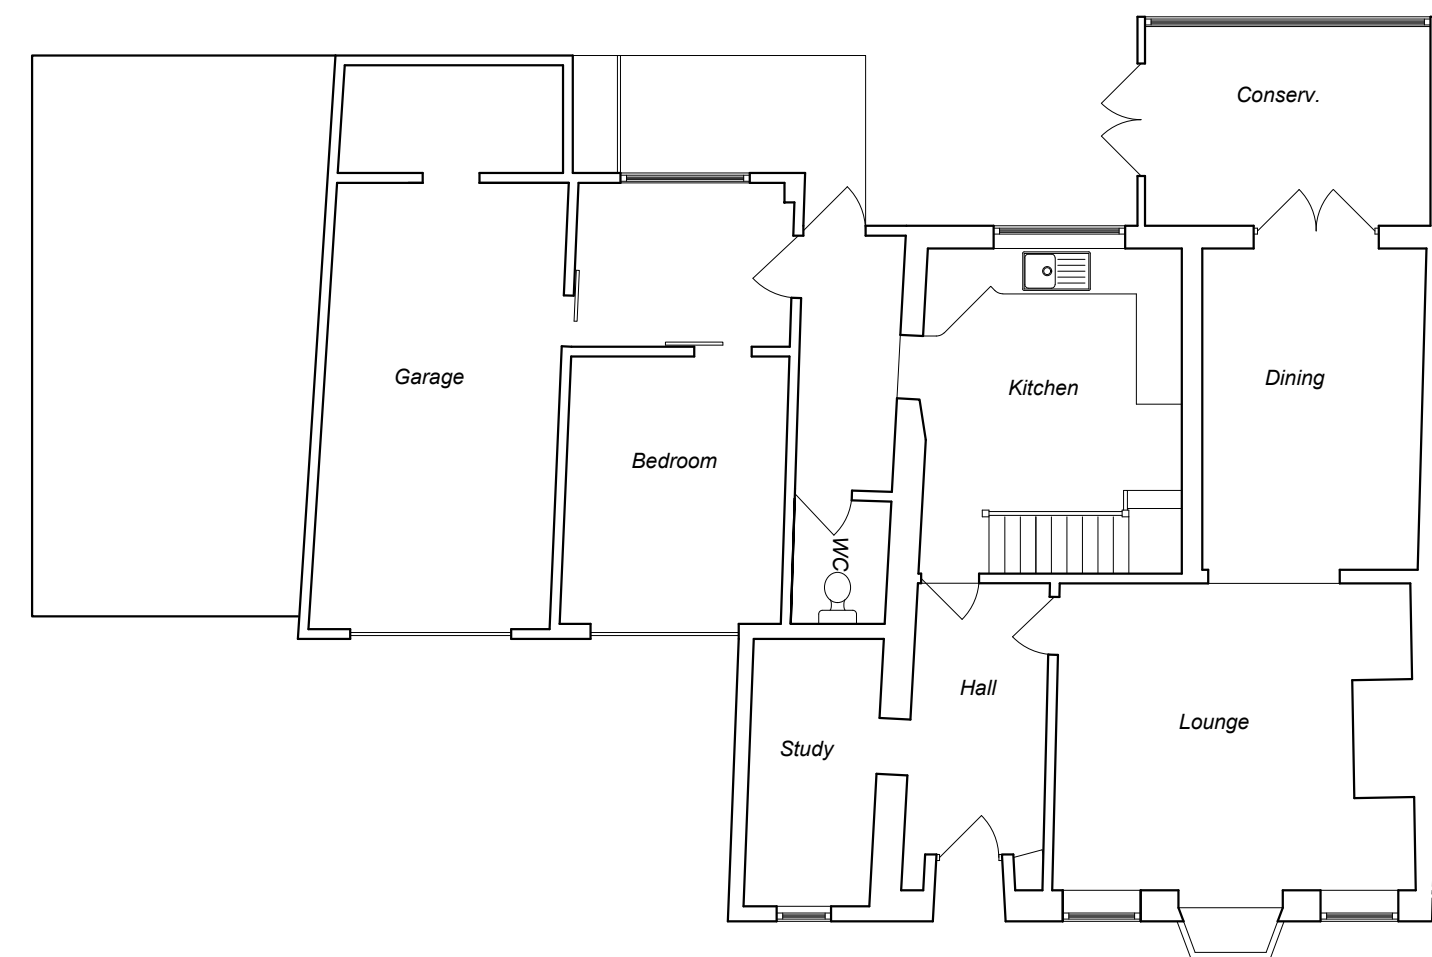 Conserv.
Garage
Kitchen
Dining
Bedroom
WC
Hall
Lounge
Study